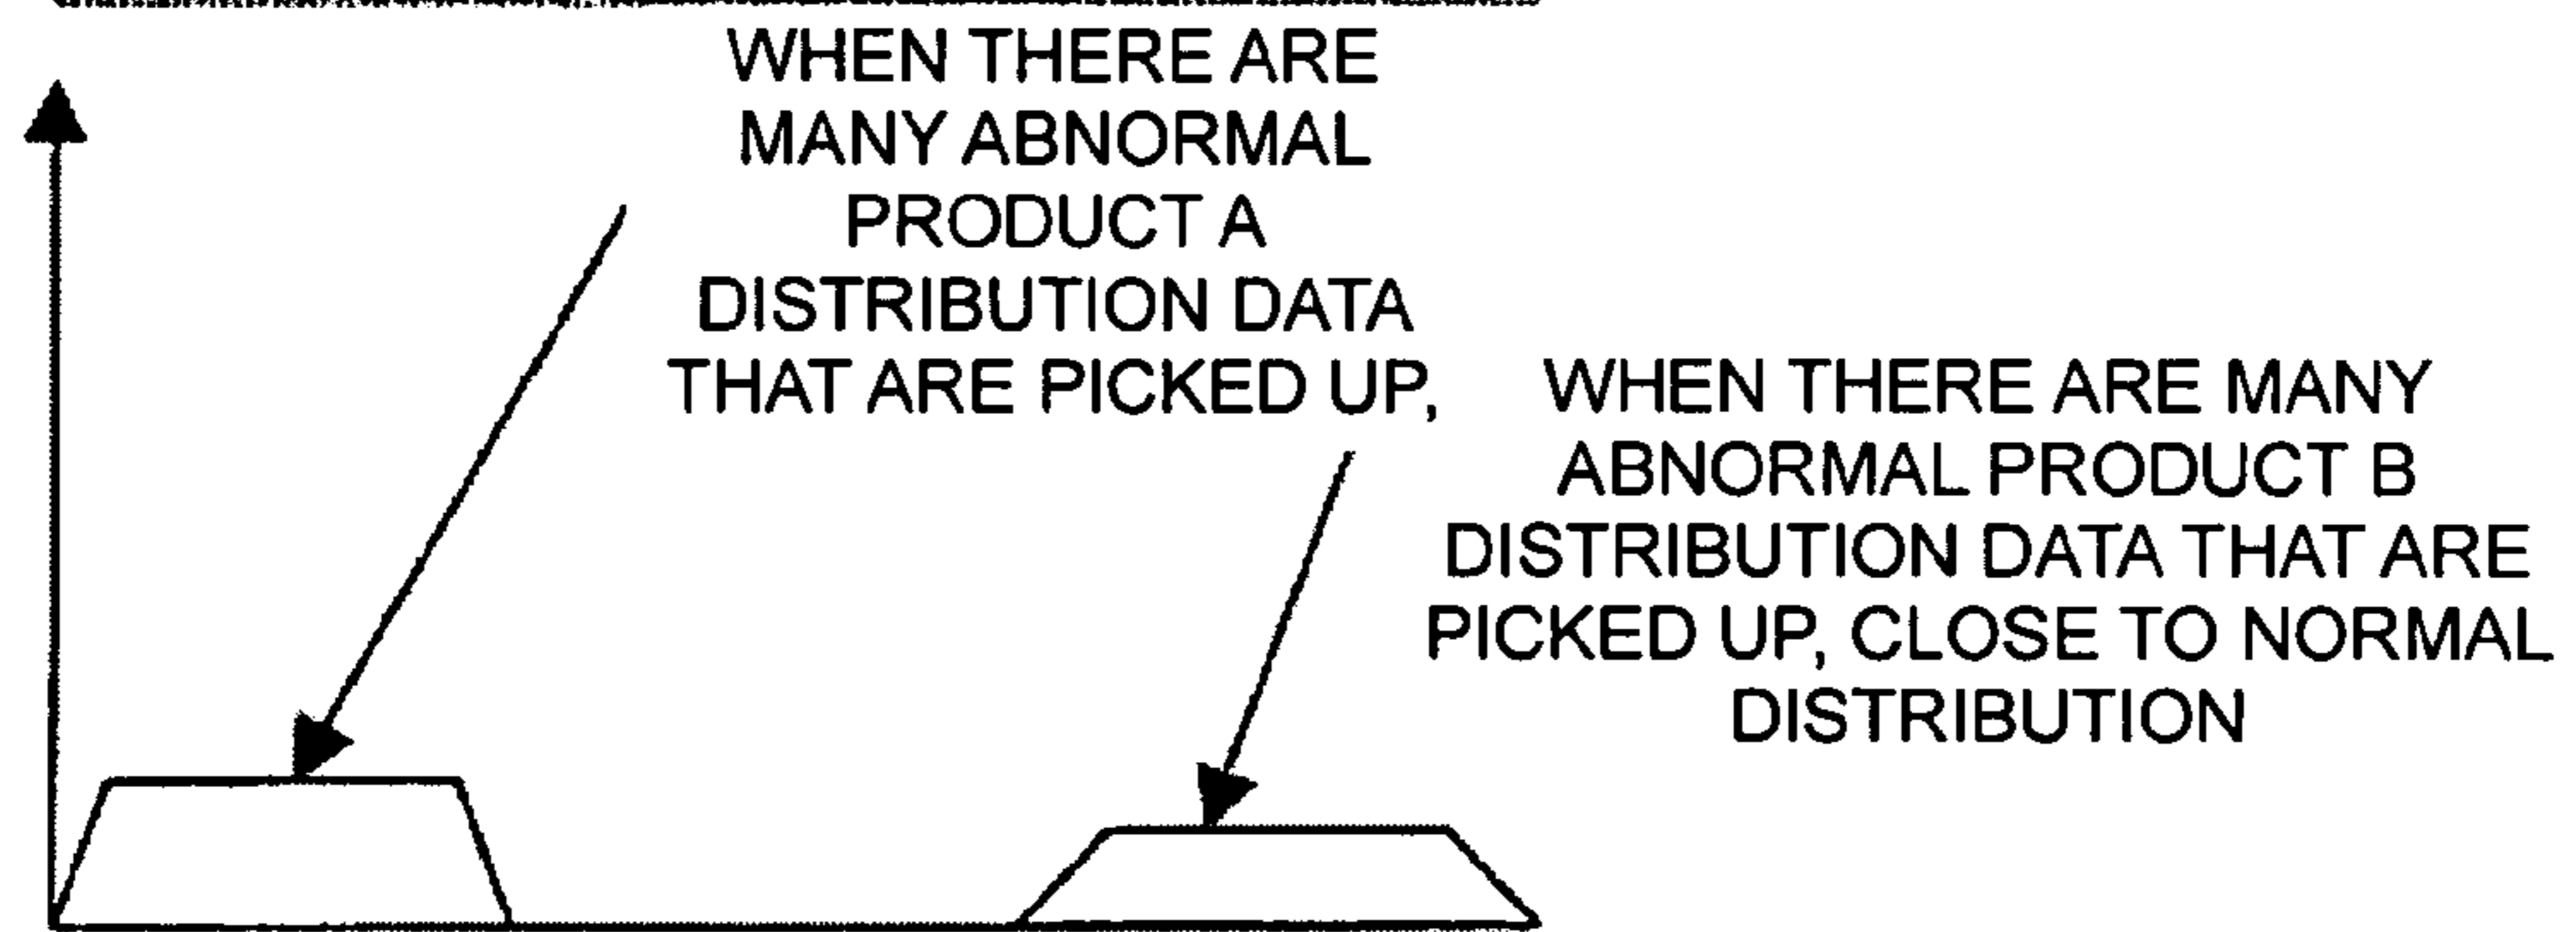 WHEN THERE ARE
MANY ABNORMAL
PRODUCT A
DISTRIBUTION DATA
THAT ARE PICKED UP,
WHEN THERE ARE MANY
ABNORMAL PRODUCT B
DISTRIBUTION DATA THAT ARE
PICKED UP, CLOSE TO NORMAL
DISTRIBUTION